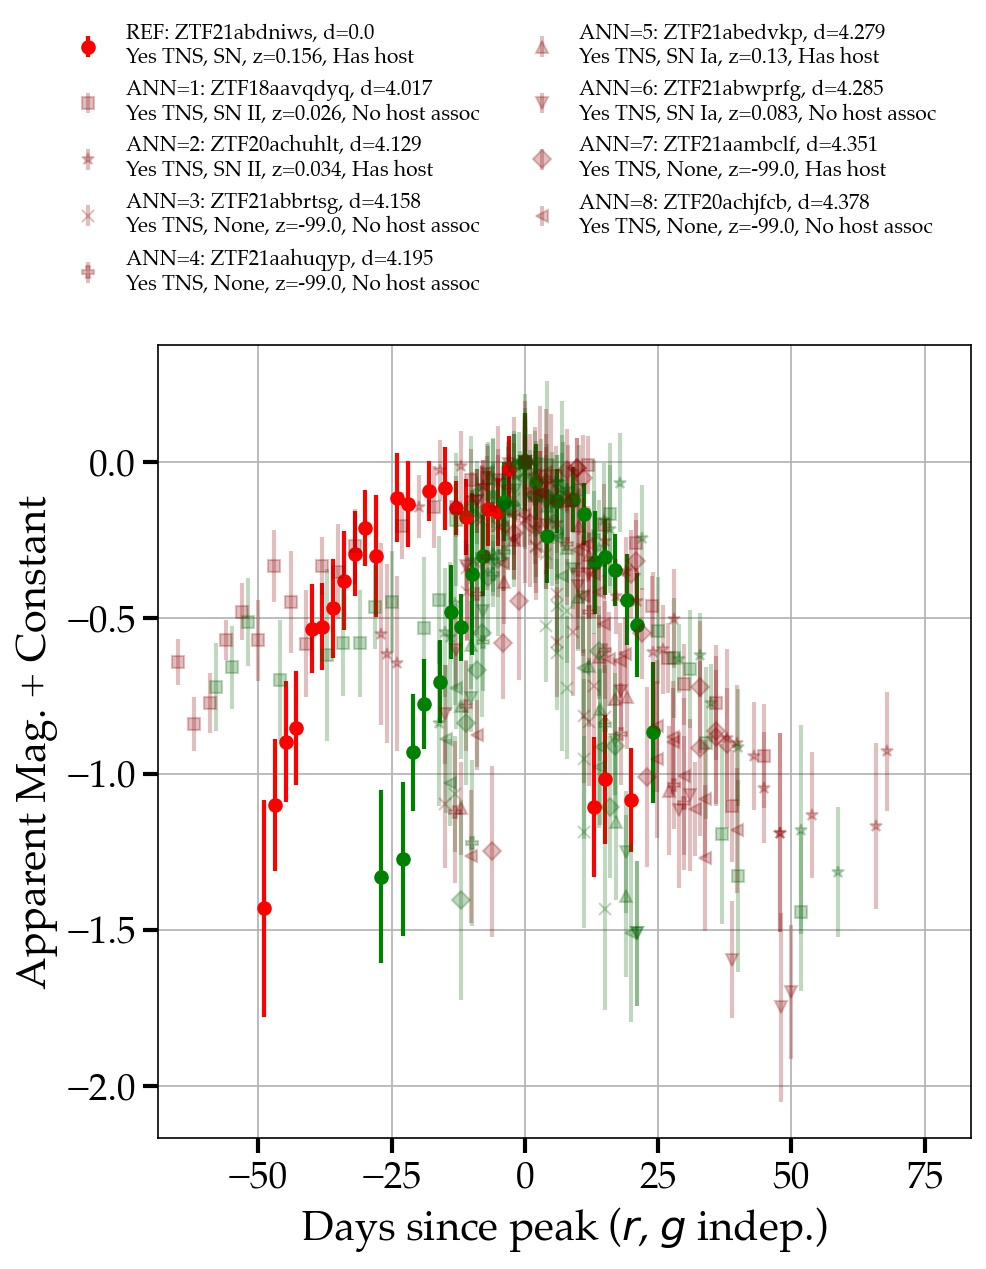 REF: ZTF21abdniws, d=0.0
Yes TNS, SN, z=0.156, Has host
ANN=1: ZTF18aavqdyq, d=4.017
Yes TNS, SN II, z=0.026, No host assoc
ANN=2: ZTF20achuhlt, d=4.129
Yes TNS, SN II, z=0.034, Has host
ANN=3: ZTF21abbrtsg, d=4.158
Yes TNS, None, z=-99.0, No host assoc
ANN=4: ZTF21aahuqyp, d=4.195
Yes TNS, None, z=-99.0, No host assoc
ANN=5: ZTF21abedvkp, d=4.279
Yes TNS, SN Ia, z=0.13, Has host
ANN=6: ZTF21abwprfg, d=4.285
Yes TNS, SN Ia, z=0.083, No host assoc
ANN=7: ZTF21aambclf, d=4.351
Yes TNS, None, z=-99.0, Has host
ANN=8: ZTF20achjfcb, d=4.378
Yes TNS, None, z=-99.0, No host assoc
Apparent Mag. + Constant
0.0
−0.5
−1.0
−1.5
−2.0
−50 −25 0 25 50 75
Days since peak (r, g indep.)